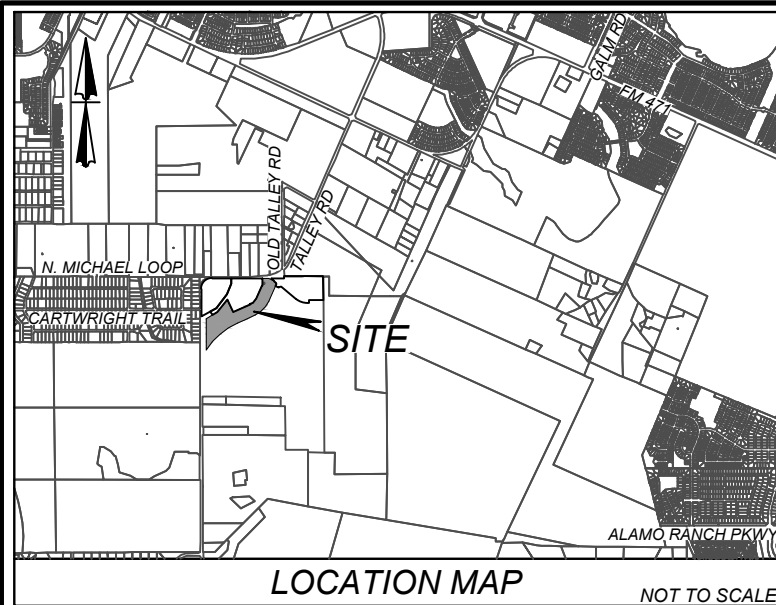 GALM RD
FM 471
OLD TALLEY RD
TALLEY RD
N. MICHAEL LOOP
CARTWRIGHT TRAIL
SITE
ALAMO RANCH PKWY
LOCATION MAP
NOT TO SCALE